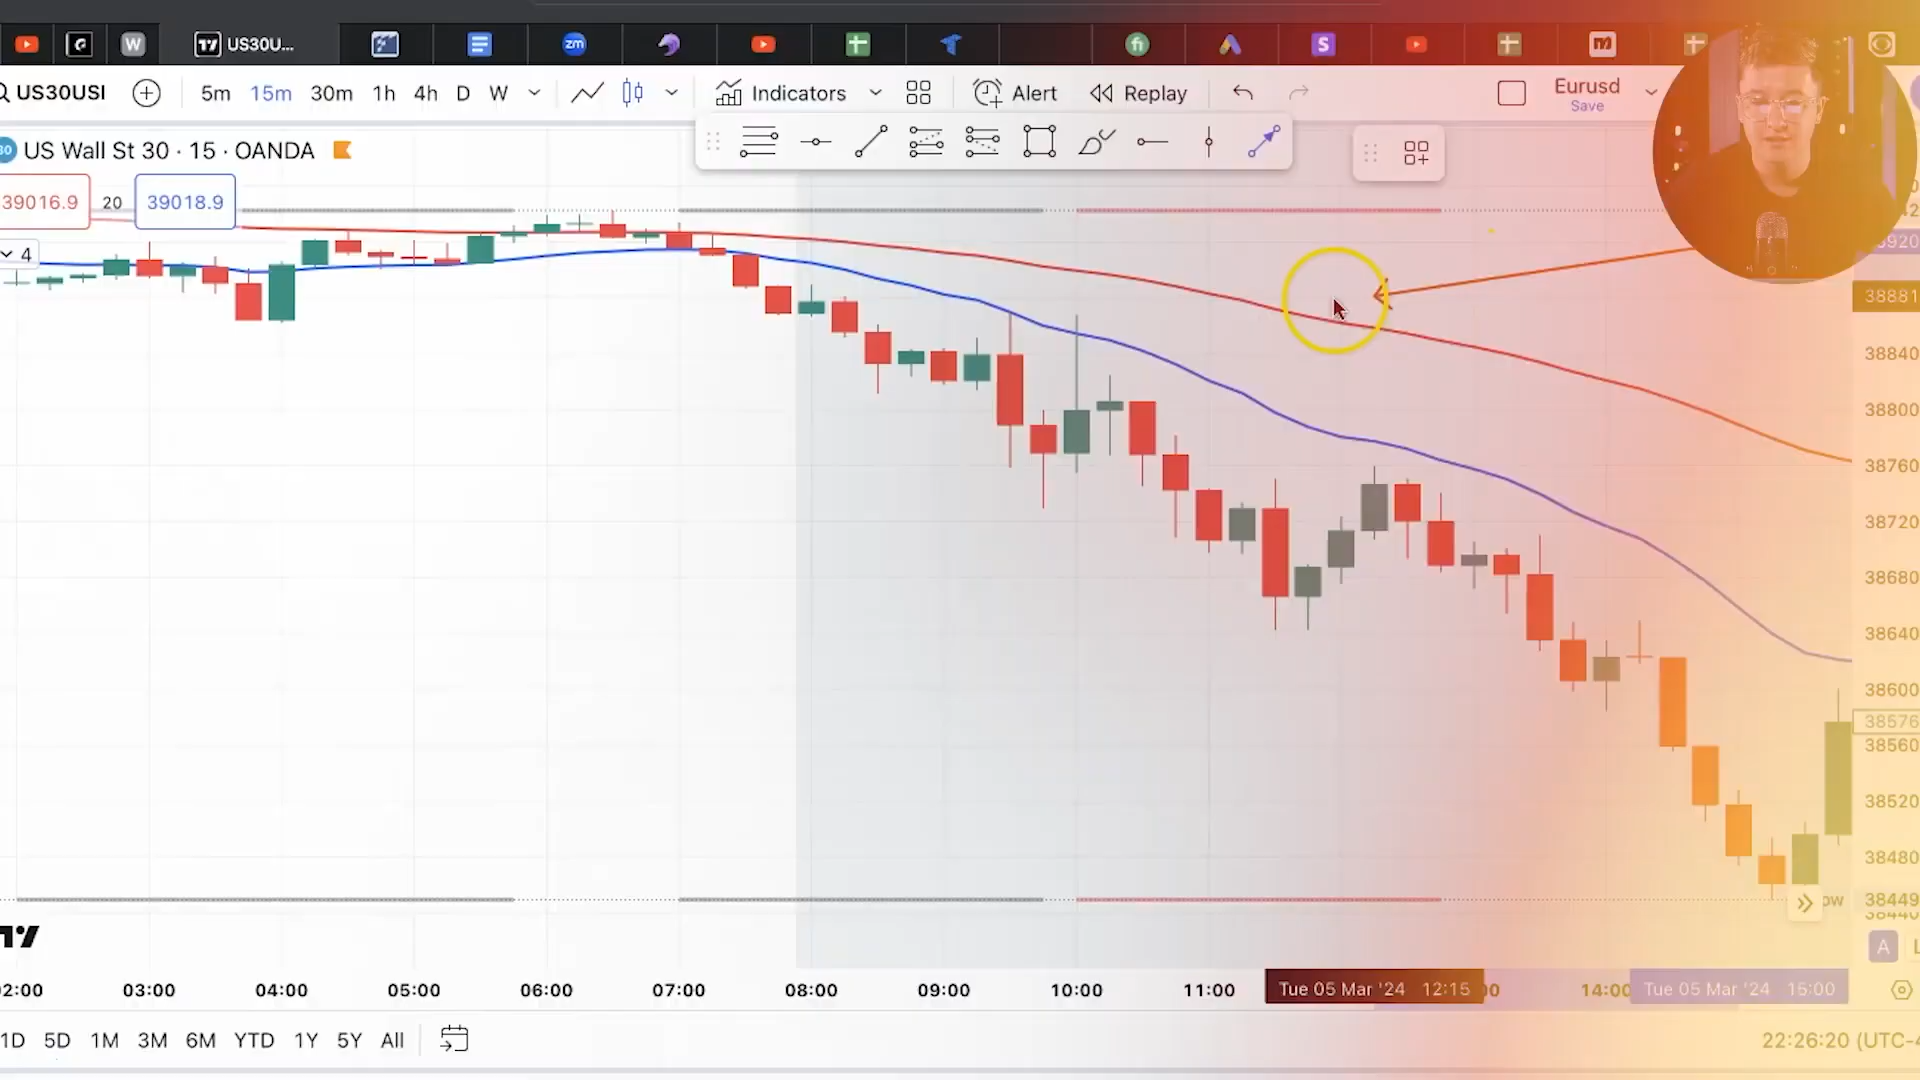 US30U...
zm
US30USI
5m 15m 30m 1h 4h D W
Indicators
Alert
Replay
Eurusd
Save
US Wall St 30 · 15 · OANDA
39016.9 20 39018.9
4
38881
38840
38800
38760
38720
38680
38640
38600
38576
38560
38520
38480
38449
A
02:00 03:00 04:00 05:00 06:00 07:00 08:00 09:00 10:00 11:00 Tue 05 Mar '24 12:15 14:00 Tue 05 Mar '24 15:00
1D 5D 1M 3M 6M YTD 1Y 5Y All
22:26:20 (UTC-4